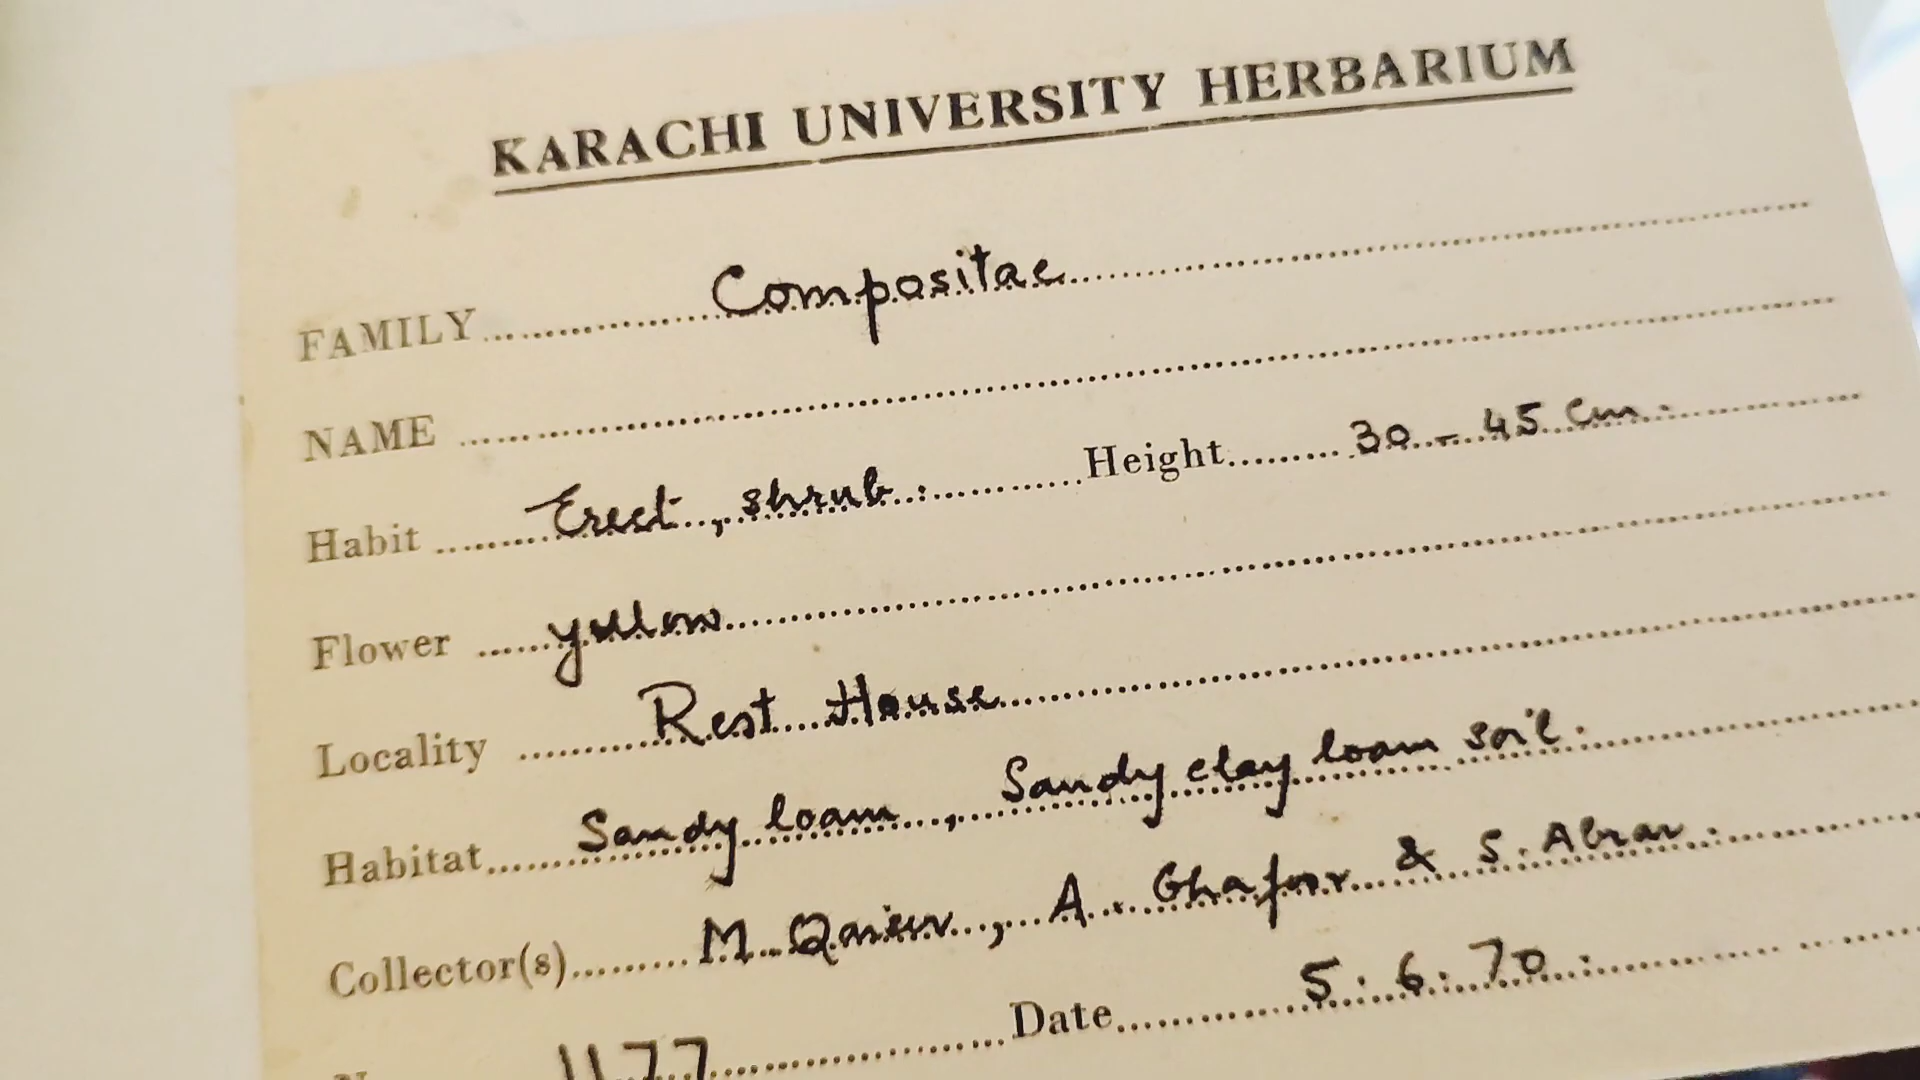 KARACHI UNIVERSITY HERBARIUM
FAMILY Compositae
NAME
Habit Erect, shrub. Height 30 - 45 cm.
Flower yellow
Locality Rest House
Habitat Sandy loam, Sandy clay loam soil.
Collector(s) M. Qaiser, A. Ghafoor & S. Abrar.
1177 Date 5.6.70.